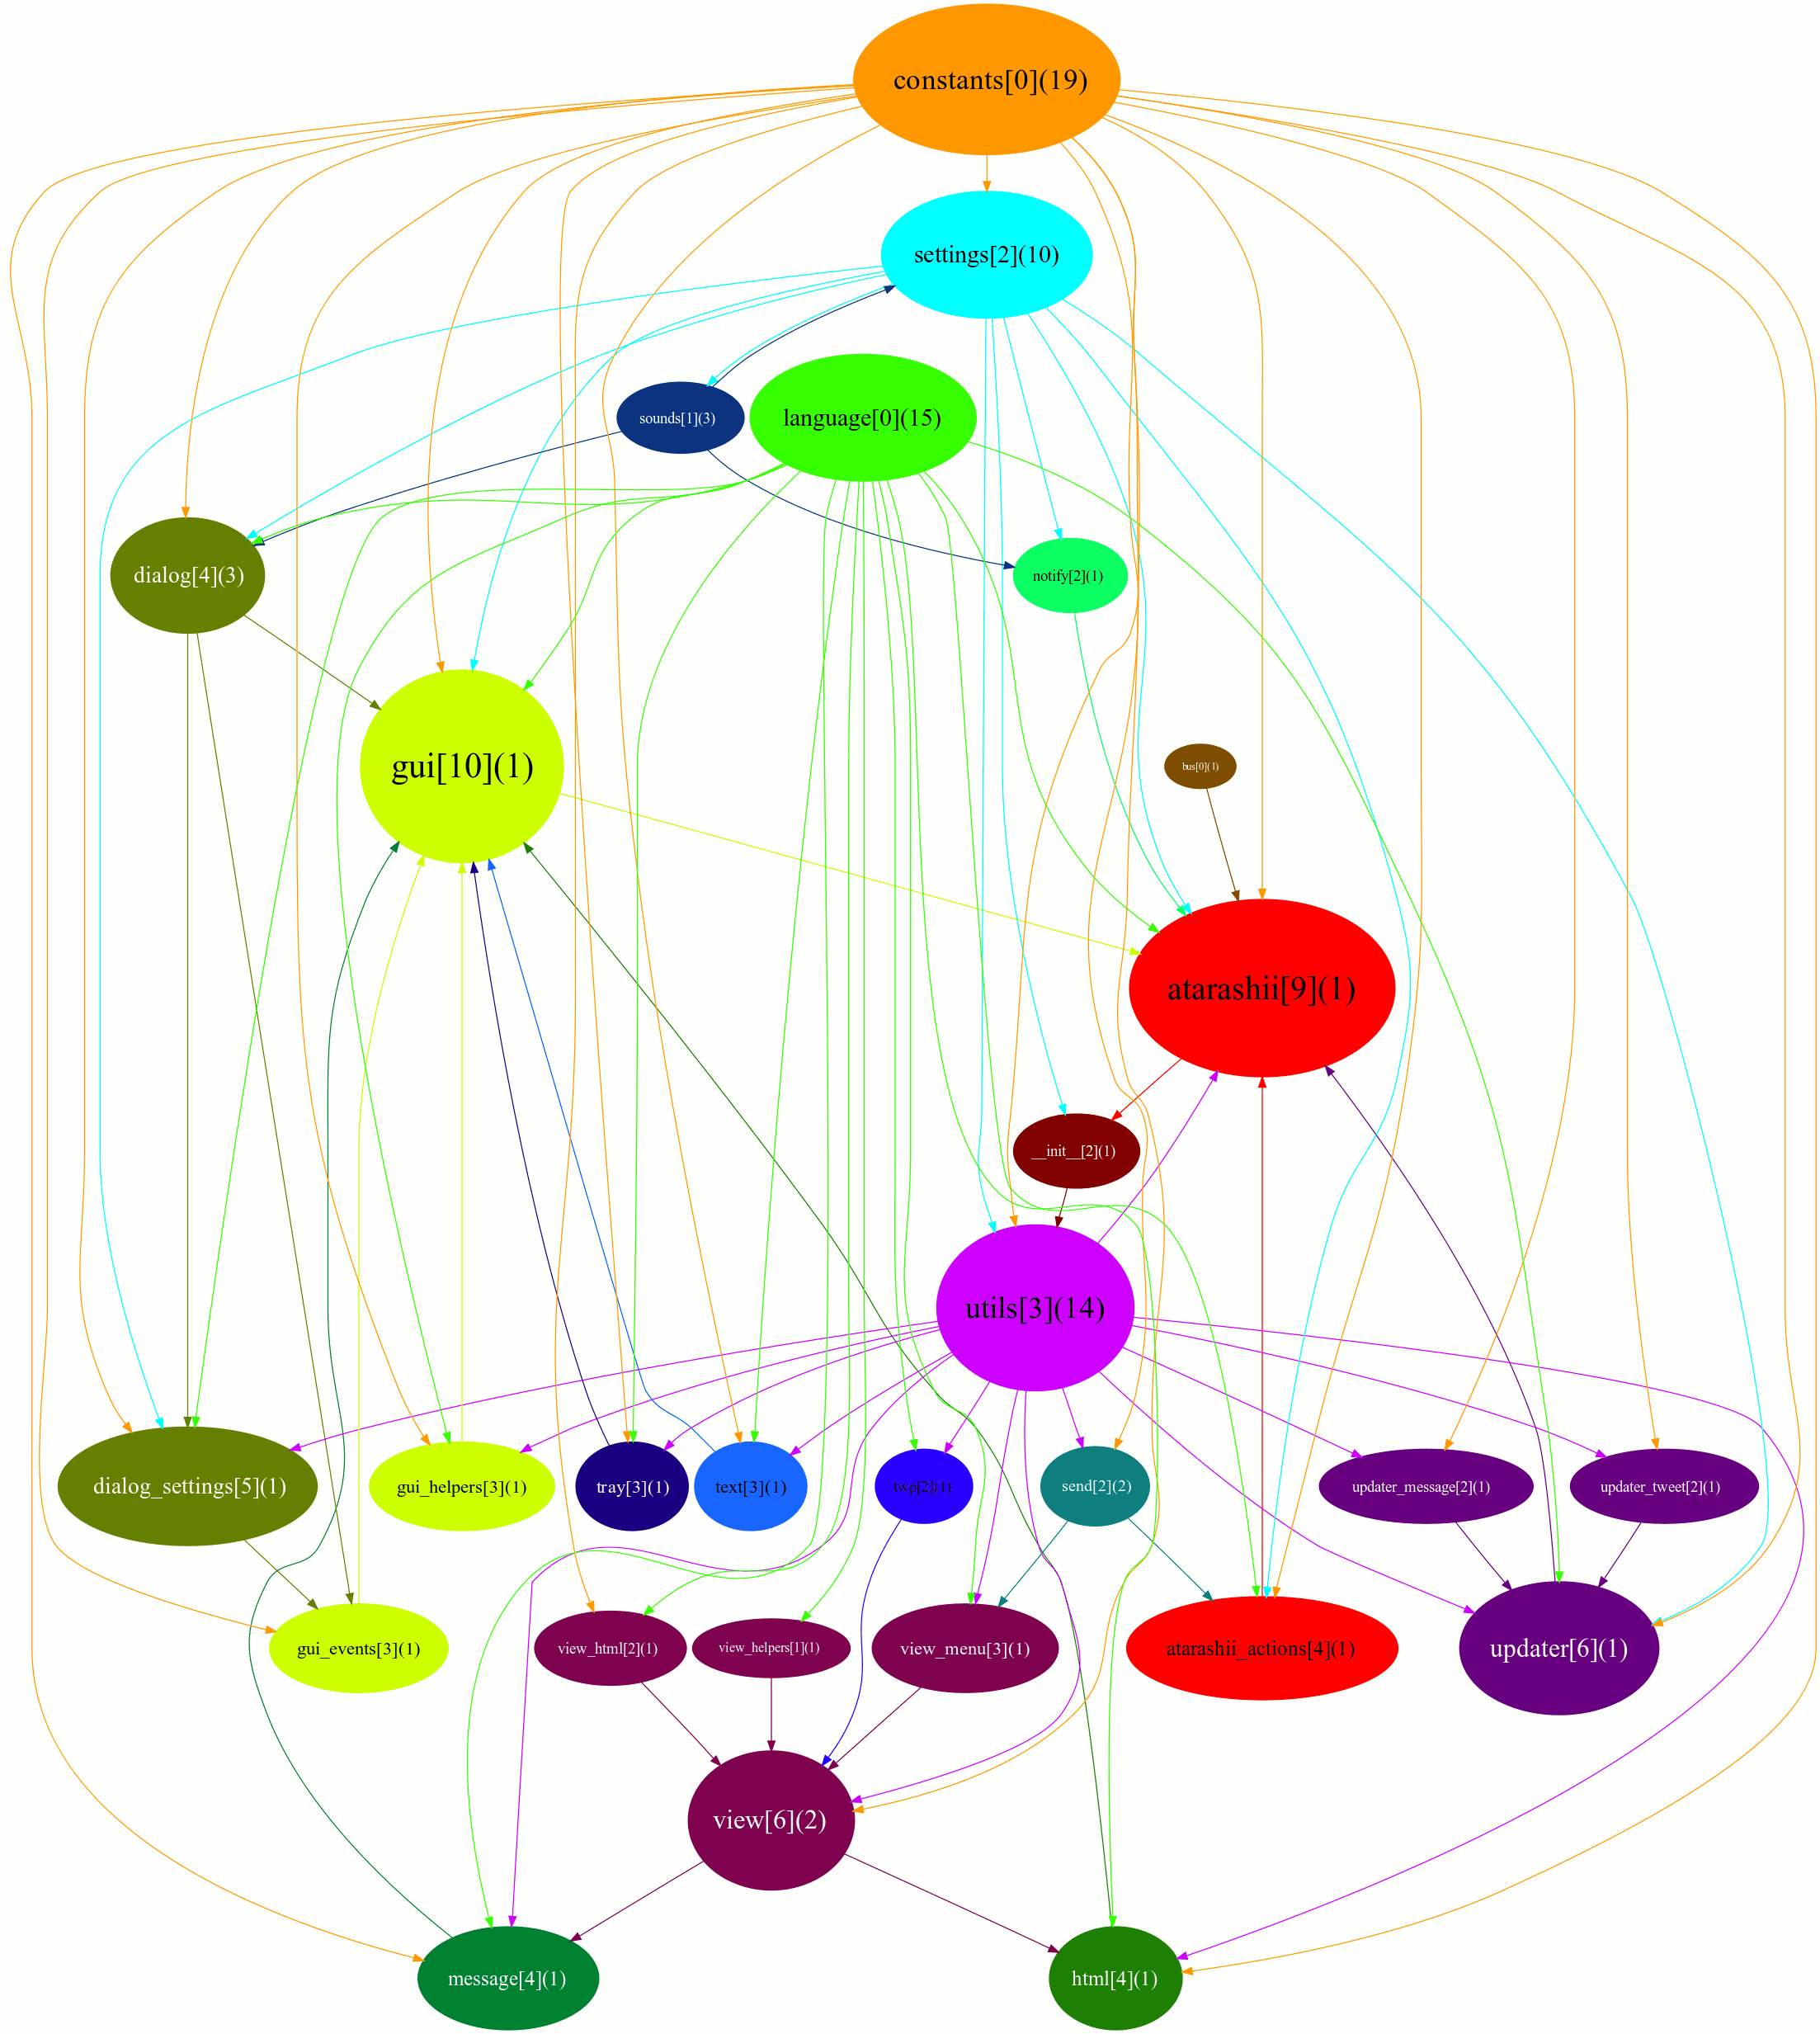 constants[0](19)
settings[2](10)
sounds[1](3)
language[0](15)
dialog[4](3)
notify[2](1)
gui[10](1)
bus[0](1)
atarashii[9](1)
__init__[2](1)
utils[3](14)
dialog_settings[5](1)
gui_helpers[3](1)
tray[3](1)
text[3](1)
twp[2](1)
send[2](2)
updater_message[2](1)
updater_tweet[2](1)
gui_events[3](1)
view_html[2](1)
view_helpers[1](1)
view_menu[3](1)
atarashii_actions[4](1)
updater[6](1)
view[6](2)
message[4](1)
html[4](1)